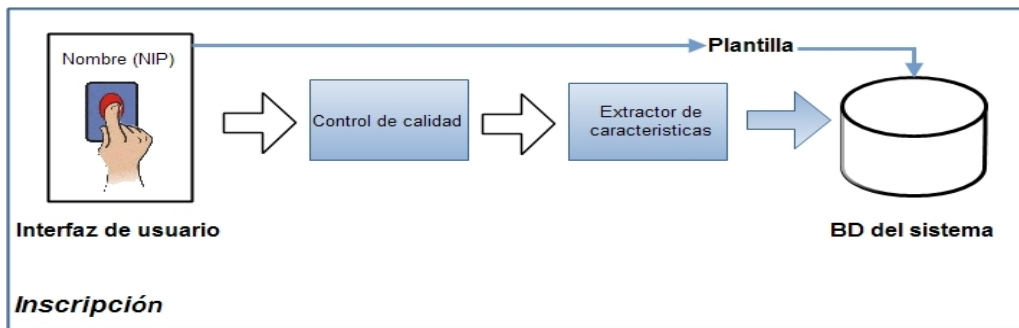 Nombre (NIP)
Plantilla
Control de calidad
Extractor de
caracteristicas
Interfaz de usuario
BD del sistema
Inscripción